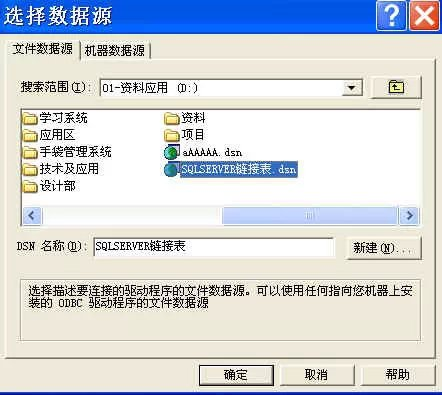 选择数据源
文件数据源 机器数据源
搜索范围(I): 01-资料应用 (D:)
学习系统 资料
应用区 项目
手袋管理系统 aAAAAA.dsn
技术及应用 SQLSERVER链接表.dsn
设计部
DSN 名称(D): SQLSERVER链接表 新建(N)...
选择描述要连接的驱动程序的文件数据源。可以使用任何指向您机器上安
装的 ODBC 驱动程序的文件数据源
确定 取消 帮助